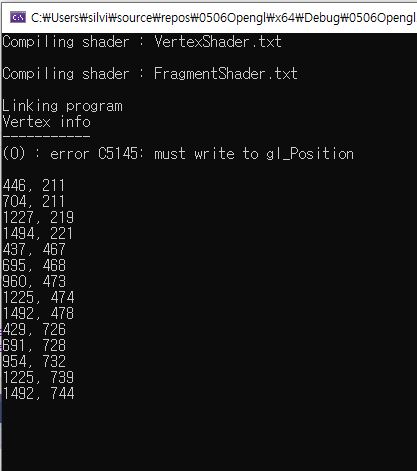 C:\Users\silvi\source\repos\0506Opengl\x64\Debug\0506Opengl
Compiling shader : VertexShader.txt
Compiling shader : FragmentShader.txt
Linking program
Vertex info
-----------
(0) : error C5145: must write to gl_Position
446, 211
704, 211
1227, 219
1494, 221
437, 467
695, 468
960, 473
1225, 474
1492, 478
429, 726
691, 728
954, 732
1225, 739
1492, 744